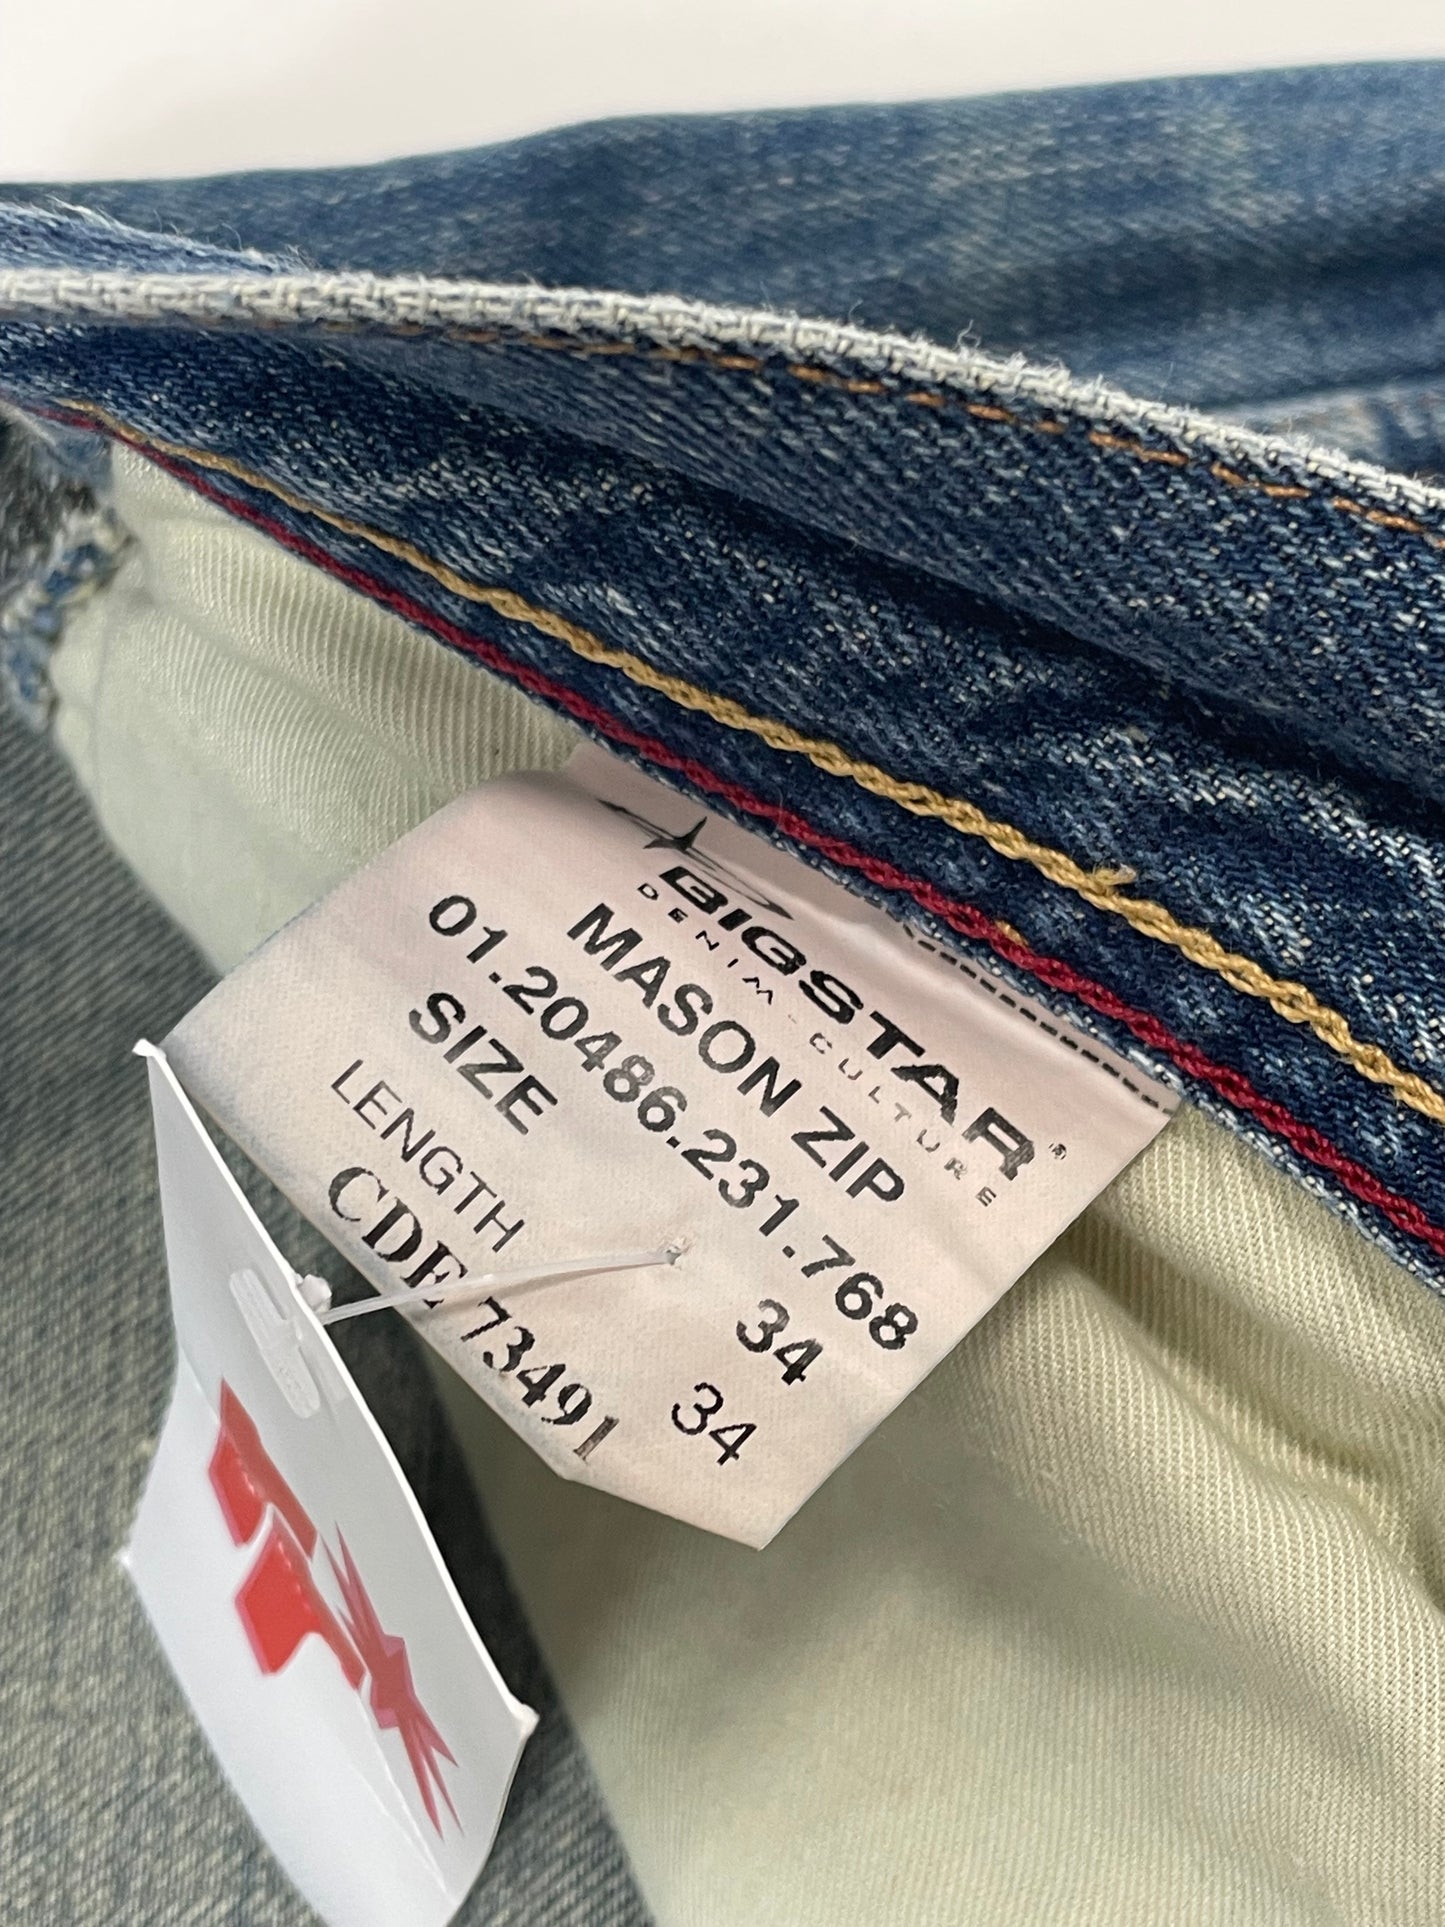 BIGSTAR®
DENIM-CULTURE
MASON ZIP
01.20486.231.768
SIZE 34
LENGTH 34
CDE 73491